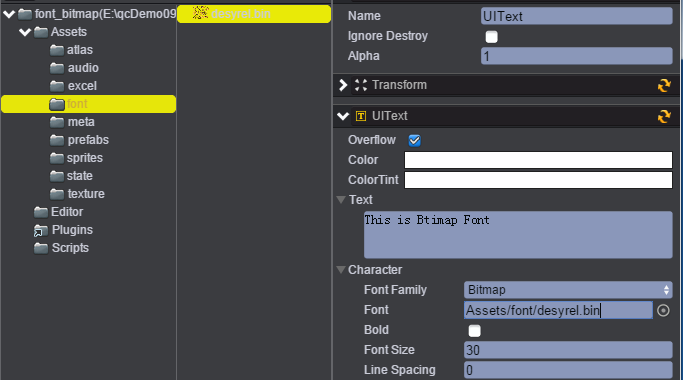 font_bitmap(E:\qcDemo09
Assets
atlas
audio
excel
font
meta
prefabs
sprites
state
texture
Editor
Plugins
Scripts
desyrel.bin
Name UIText
Ignore Destroy
Alpha 1
Transform
UIText
Overflow
Color
ColorTint
Text
This is Btimap Font
Character
Font Family Bitmap
Font Assets/font/desyrel.bin
Bold
Font Size 30
Line Spacing 0